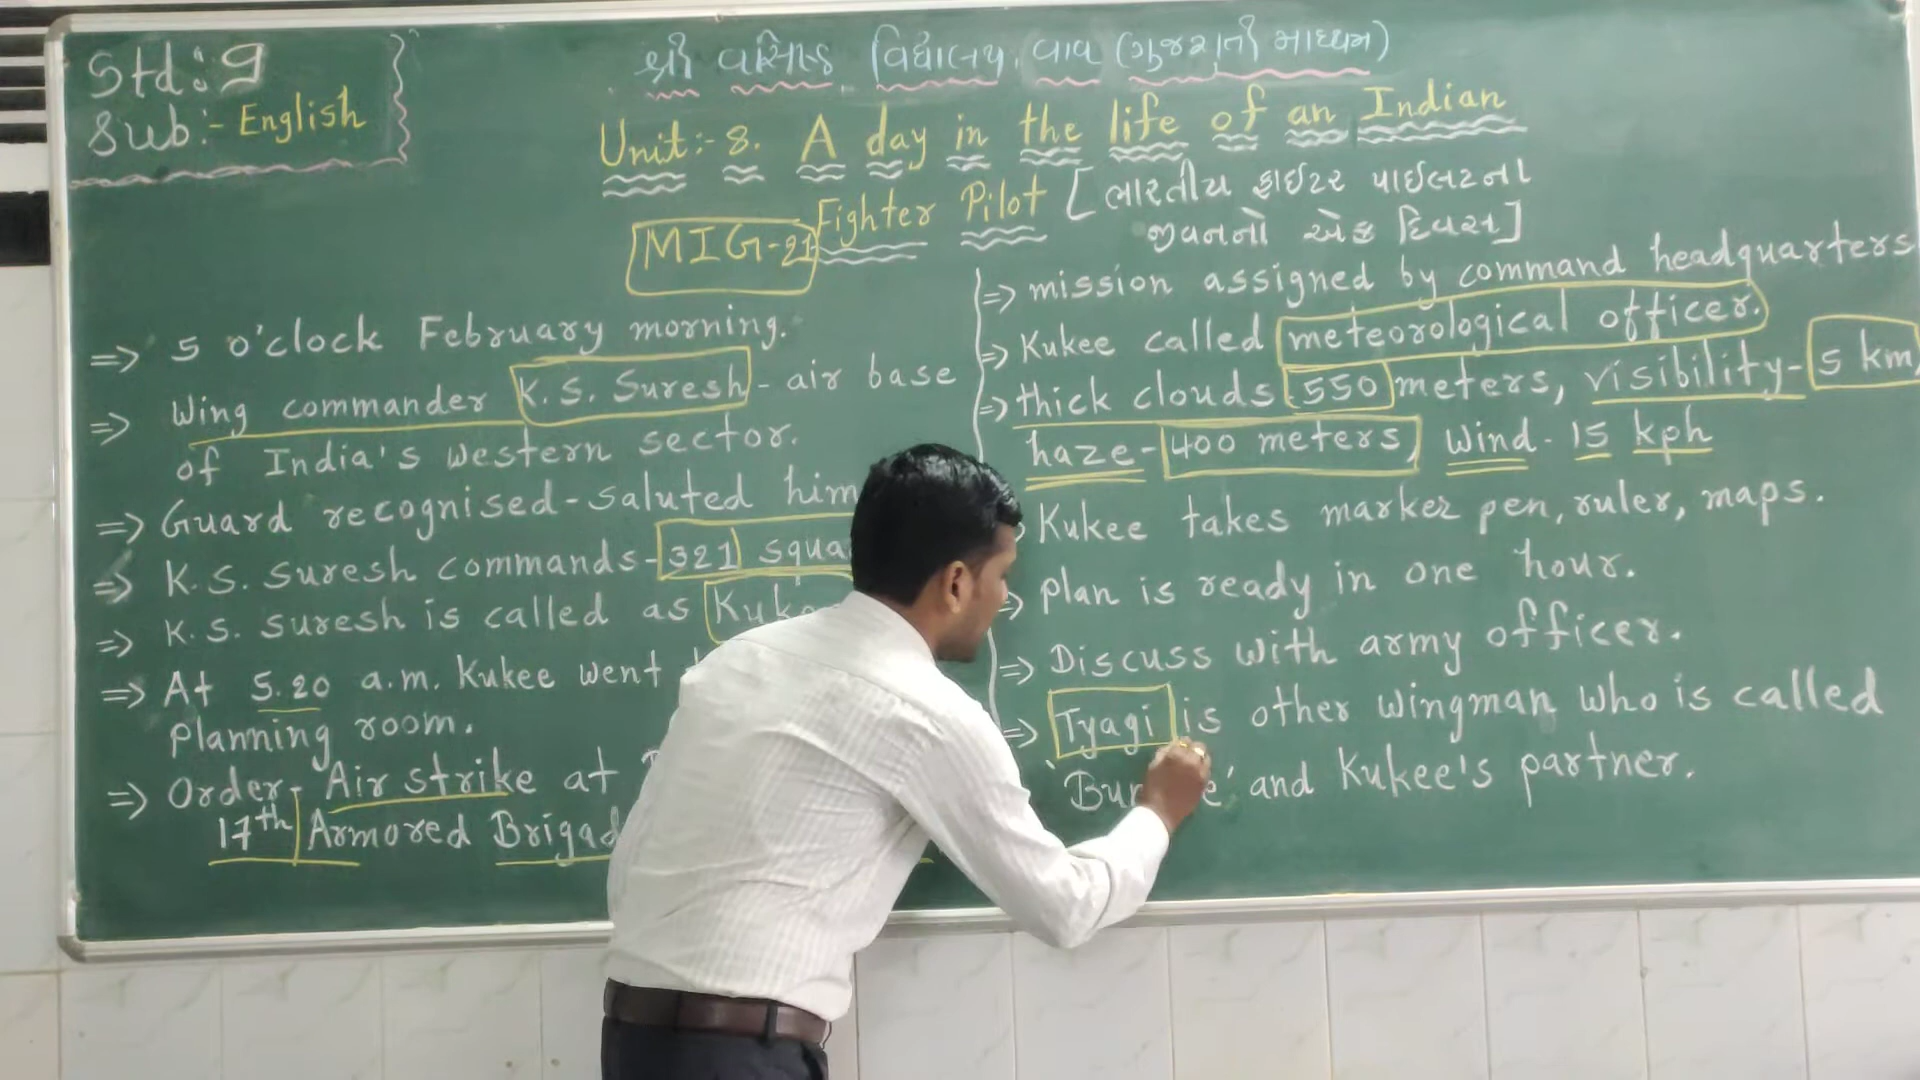 Std:9
Sub:- English
શ્રી વશિષ્ઠ વિદ્યાલય, વાવ (ગુજરાતી માધ્યમ)
Unit:-8. A day in the life of an Indian
Fighter Pilot [ભારતીય ફાઈટર પાઈલટના
જીવનનો એક દિવસ]
MIG-21
=> 5 o'clock February morning.
=> Wing commander K.S. Suresh - air base
of India's western sector.
=> Guard recognised-saluted him
=> K.S. Suresh commands-321
=> K.S. Suresh is called as
=> At 5.20 a.m. Kukee went
planning room.
=> Order- Air strike at
17th Armored
=> mission assigned by command headquarters
=> Kukee called meteorological officer.
=> thick clouds 550 meters, visibility-5 km,
haze-400 meters, Wind-15 kph
Kukee takes marker pen, ruler, maps.
=> plan is ready in one hour.
=> Discuss with army officer.
=> Tyagi is other wingman who is called
and Kukee's partner.